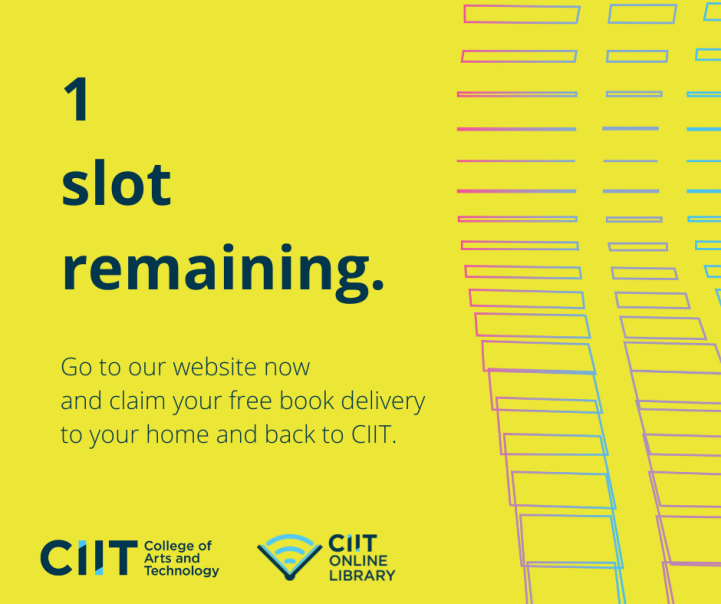 1
slot
remaining.
Go to our website now
and claim your free book delivery
to your home and back to CIIT.
CIIT College of
Arts and
Technology
CIIT
ONLINE
LIBRARY